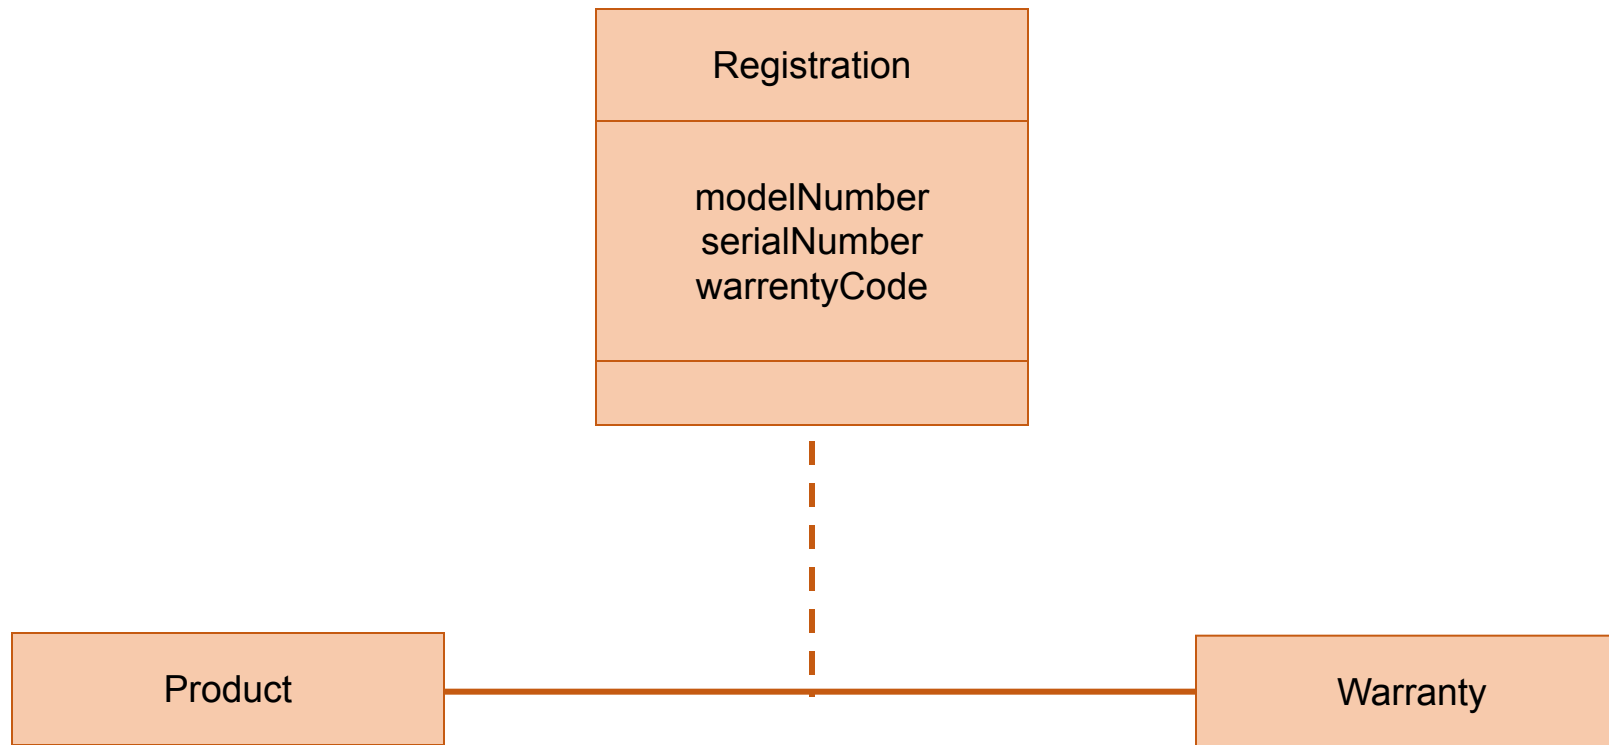 Registration
modelNumber
serialNumber
warrentyCode
Product
Warranty